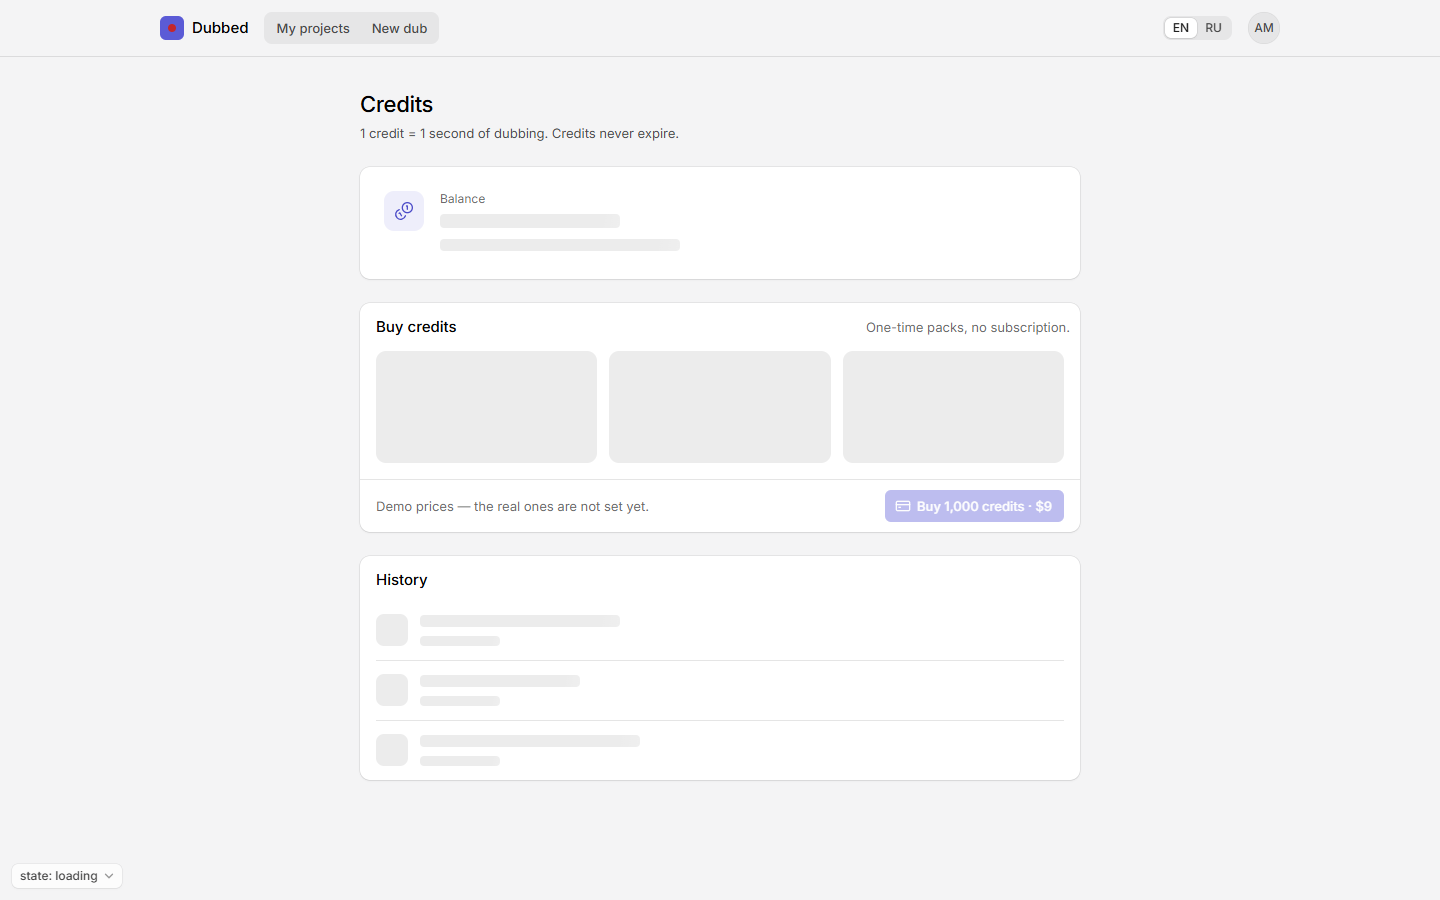 Dubbed
My projects
New dub
EN
RU
AM
Credits
1 credit = 1 second of dubbing. Credits never expire.
Balance
Buy credits
One-time packs, no subscription.
Demo prices — the real ones are not set yet.
Buy 1,000 credits · $9
History
state: loading